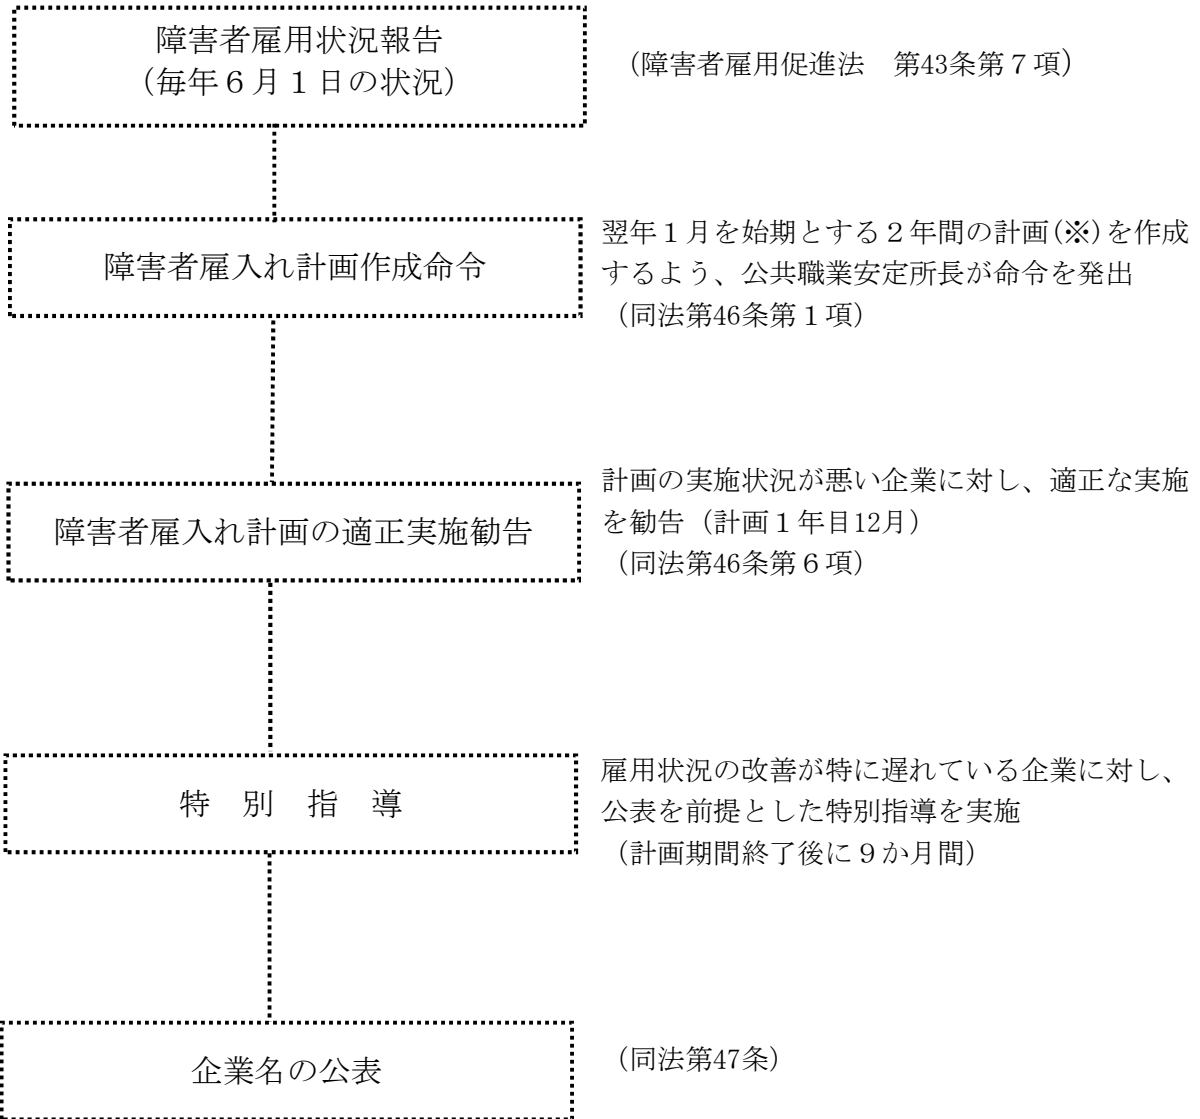 障害者雇用状況報告
（毎年６月１日の状況）
（障害者雇用促進法　第43条第７項）
障害者雇入れ計画作成命令
翌年１月を始期とする２年間の計画(※)を作成
するよう、公共職業安定所長が命令を発出
（同法第46条第１項）
障害者雇入れ計画の適正実施勧告
計画の実施状況が悪い企業に対し、適正な実施
を勧告（計画１年目12月）
（同法第46条第６項）
特　別　指　導
雇用状況の改善が特に遅れている企業に対し、
公表を前提とした特別指導を実施
（計画期間終了後に９か月間）
企業名の公表
（同法第47条）